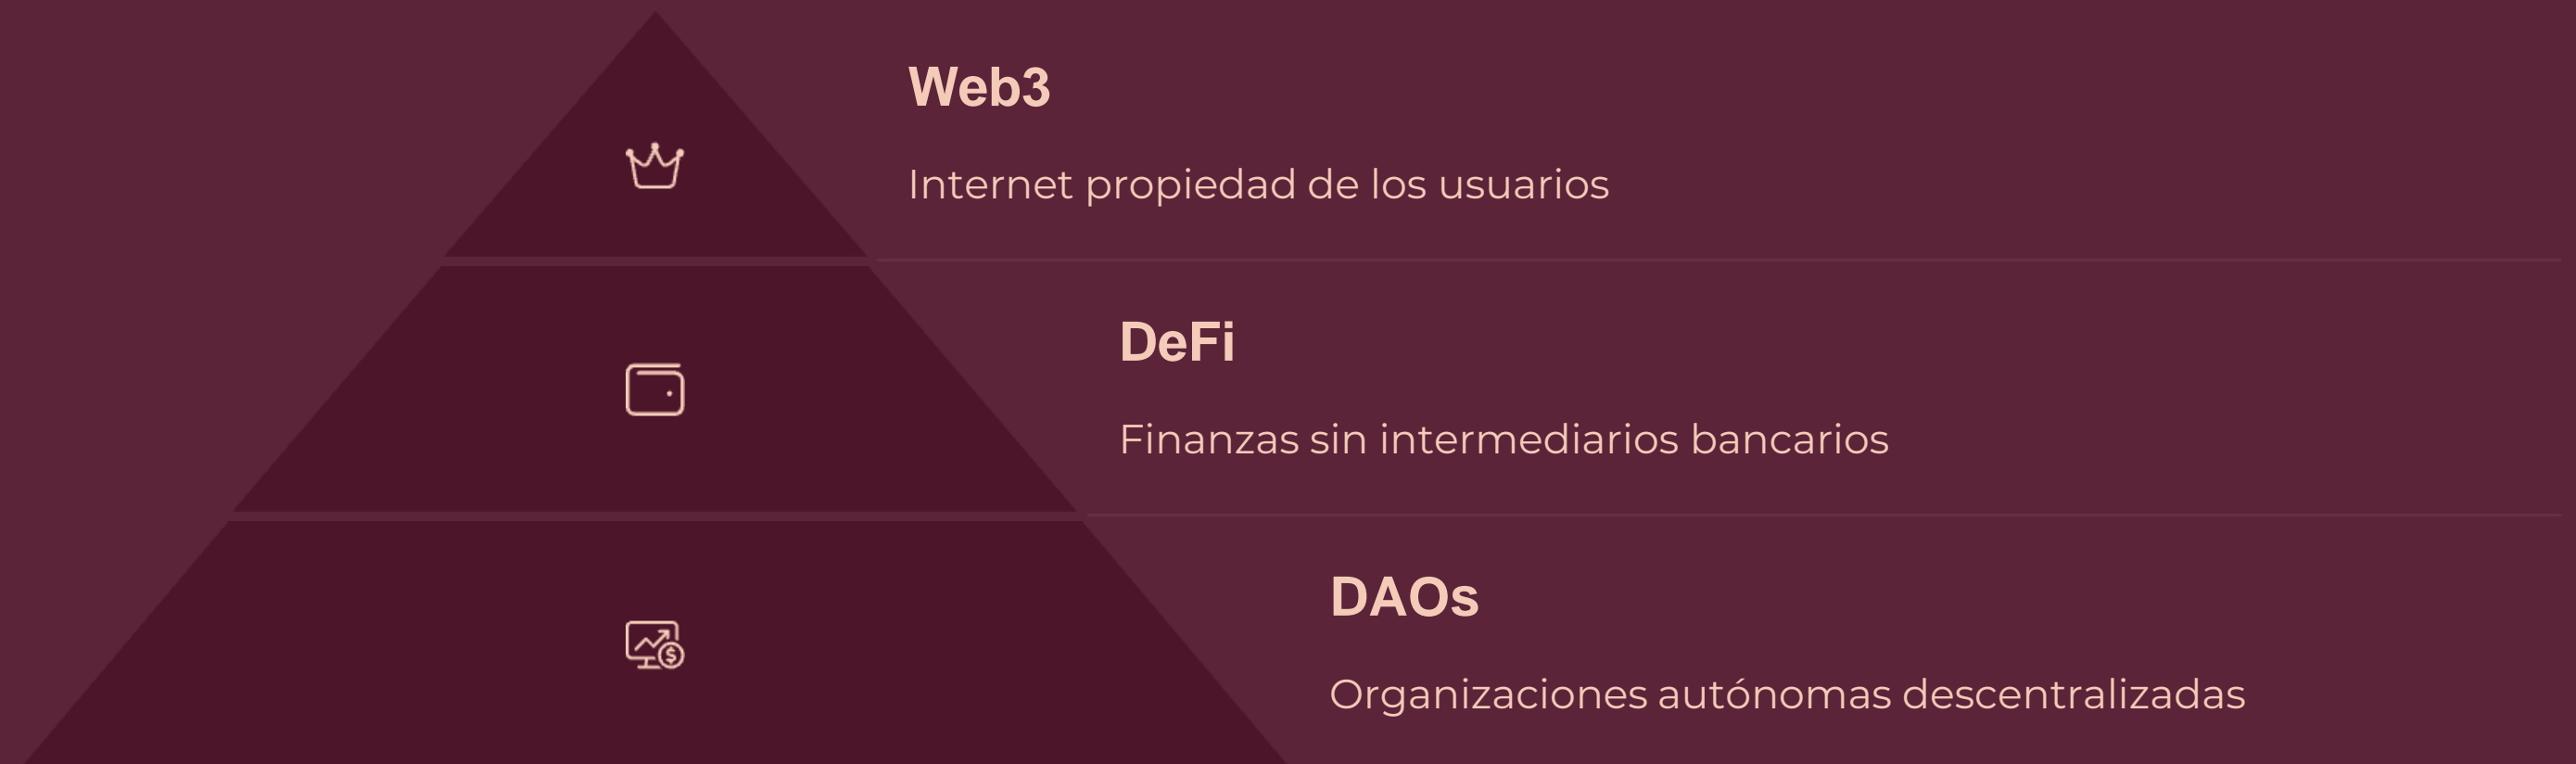 Web3
Internet propiedad de los usuarios
DeFi
Finanzas sin intermediarios bancarios
DAOs
Organizaciones autónomas descentralizadas